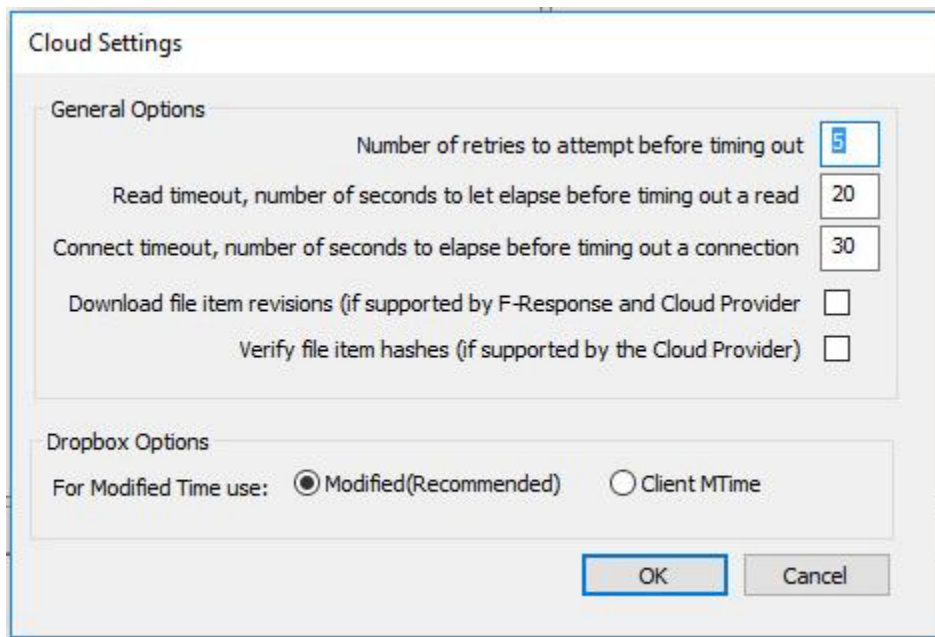 Cloud Settings
General Options
Number of retries to attempt before timing out 5
Read timeout, number of seconds to let elapse before timing out a read 20
Connect timeout, number of seconds to elapse before timing out a connection 30
Download file item revisions (if supported by F-Response and Cloud Provider
Verify file item hashes (if supported by the Cloud Provider)
Dropbox Options
For Modified Time use: Modified(Recommended) Client MTime
OK Cancel